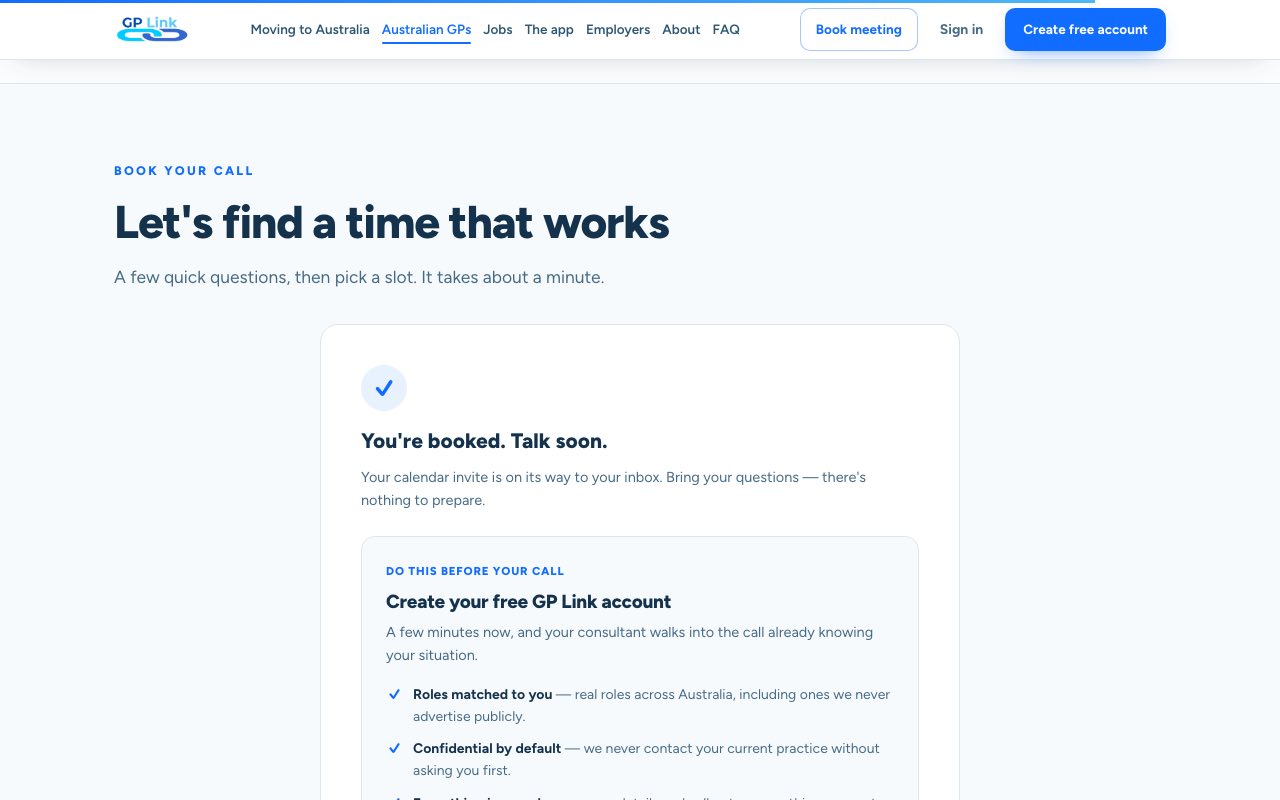 GP Link
Moving to Australia
Australian GPs
Jobs
The app
Employers
About
FAQ
Book meeting
Sign in
Create free account
BOOK YOUR CALL
Let's find a time that works
A few quick questions, then pick a slot. It takes about a minute.
You're booked. Talk soon.
Your calendar invite is on its way to your inbox. Bring your questions — there's
nothing to prepare.
DO THIS BEFORE YOUR CALL
Create your free GP Link account
A few minutes now, and your consultant walks into the call already knowing
your situation.
Roles matched to you — real roles across Australia, including ones we never
advertise publicly.
Confidential by default — we never contact your current practice without
asking you first.